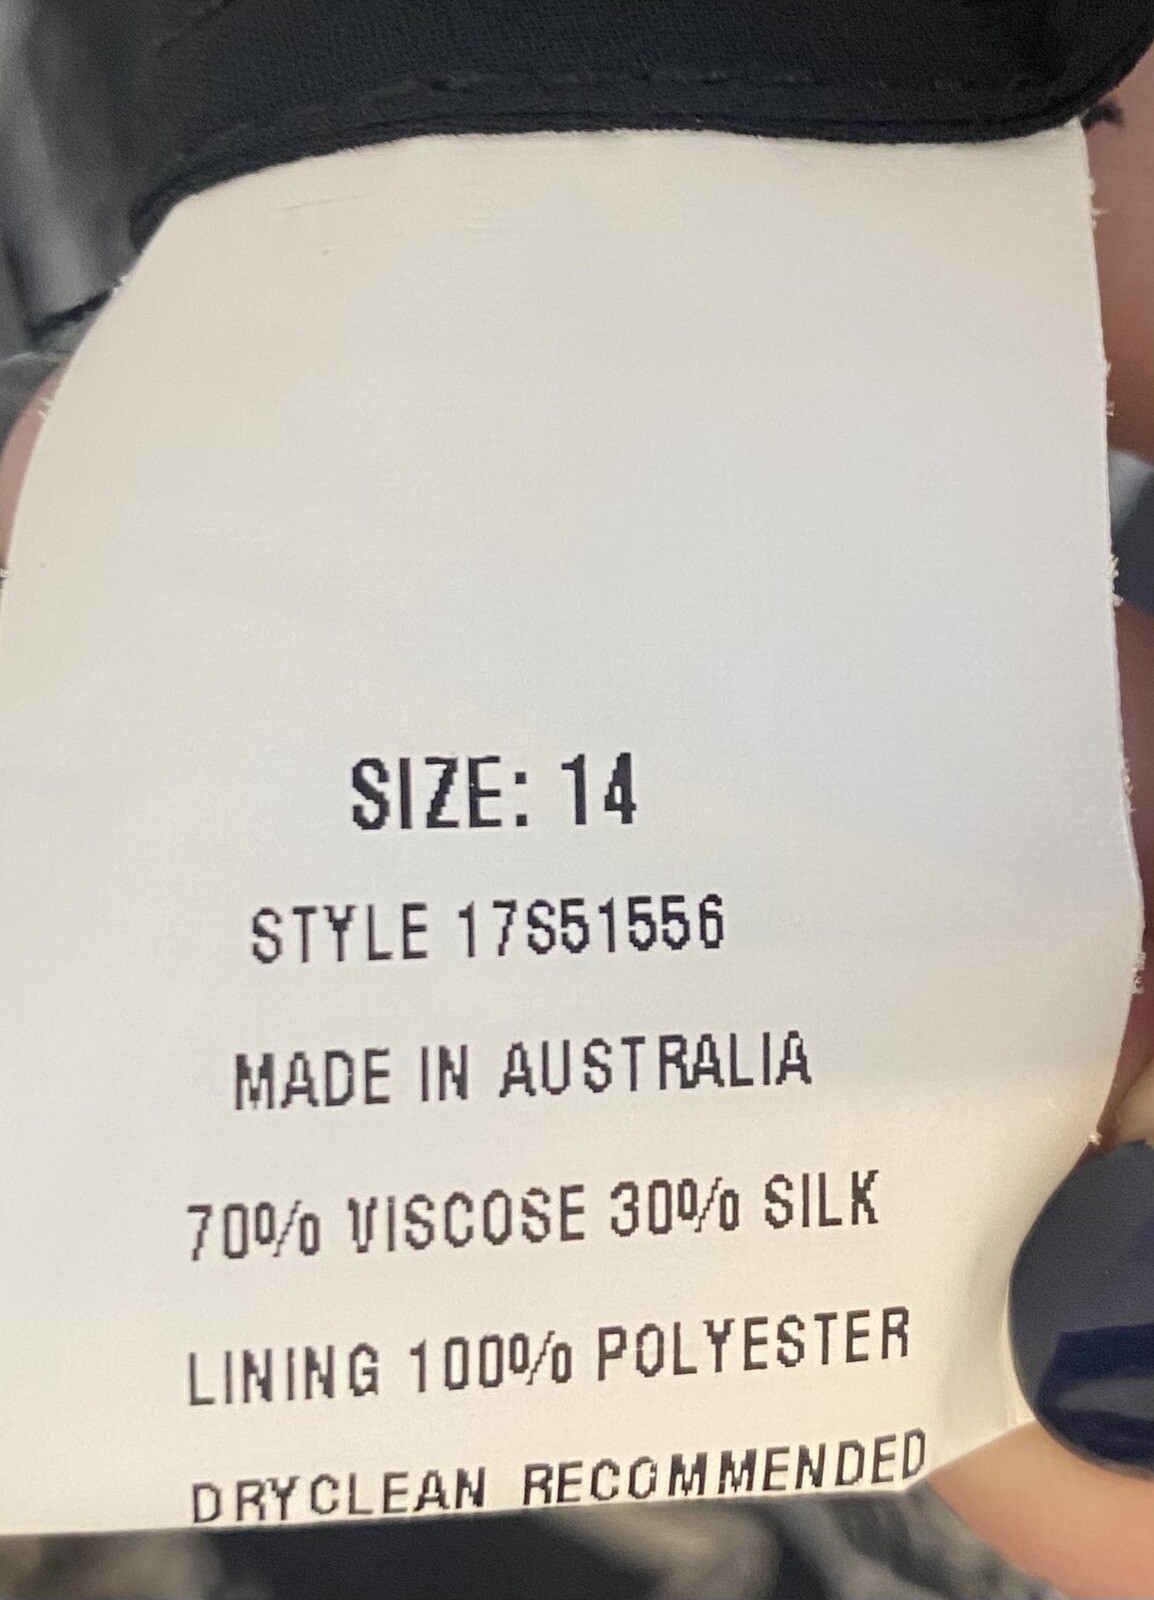 SIZE: 14
STYLE 17S51556
MADE IN AUSTRALIA
70% VISCOSE 30% SILK
LINING 100% POLYESTER
DRYCLEAN RECOMMENDED